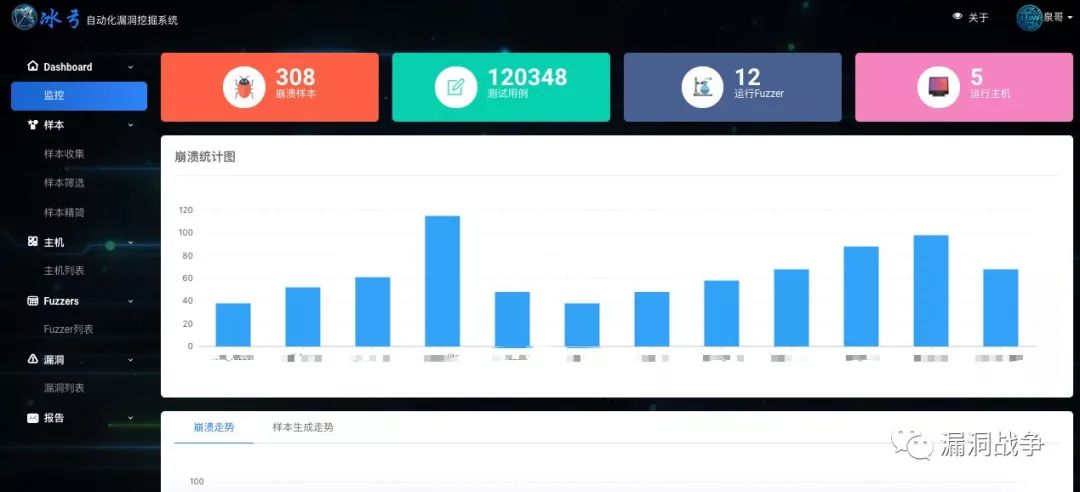 冰弓 自动化漏洞挖掘系统
关于
泉哥
Dashboard
监控
样本
样本收集
样本筛选
样本精简
主机
主机列表
Fuzzers
Fuzzer列表
漏洞
漏洞列表
报告
308
崩溃样本
120348
测试用例
12
运行Fuzzer
5
运行主机
崩溃统计图
120
100
80
60
40
20
0
崩溃走势
样本生成走势
100
漏洞战争